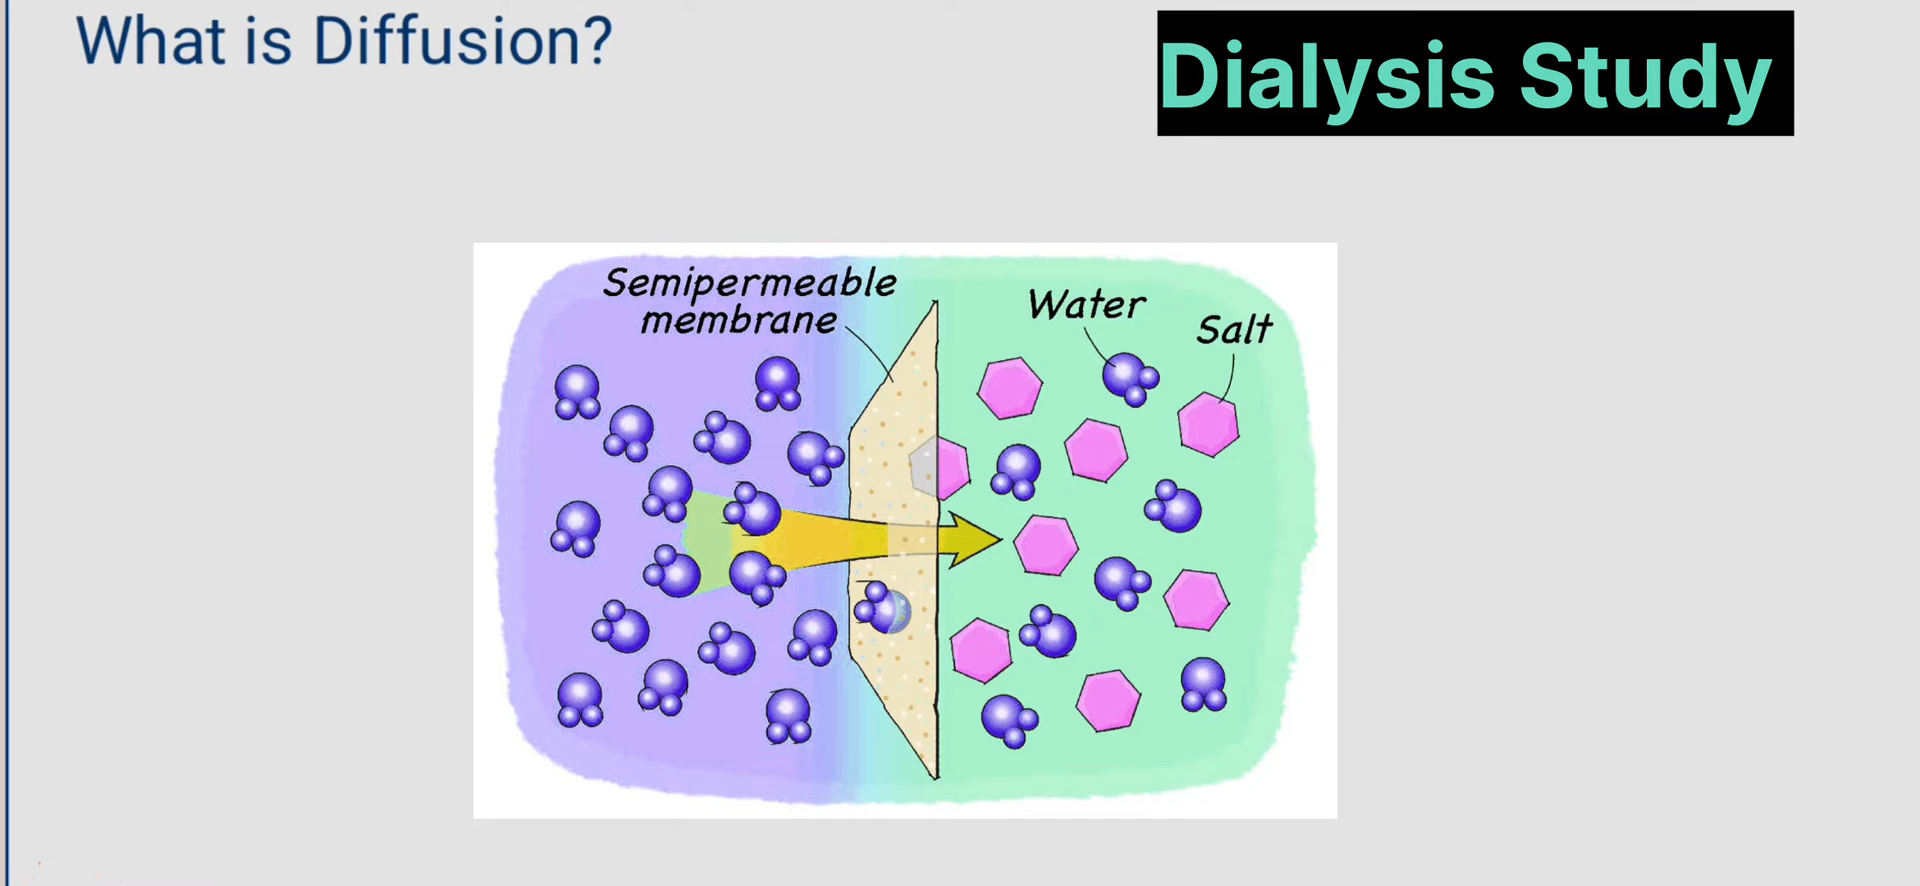 What is Diffusion?
Dialysis Study
Semipermeable
membrane
Water
Salt